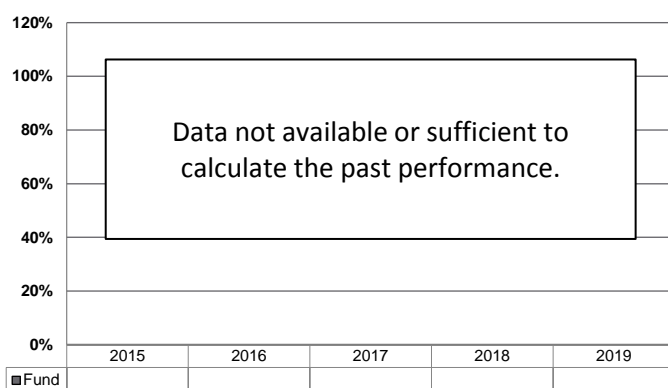 120%
100%
Data not available or sufficient to
80%
calculate the past performance.
60%
40%
20%
0%
2015 2016 2017 2018 2019
Fund